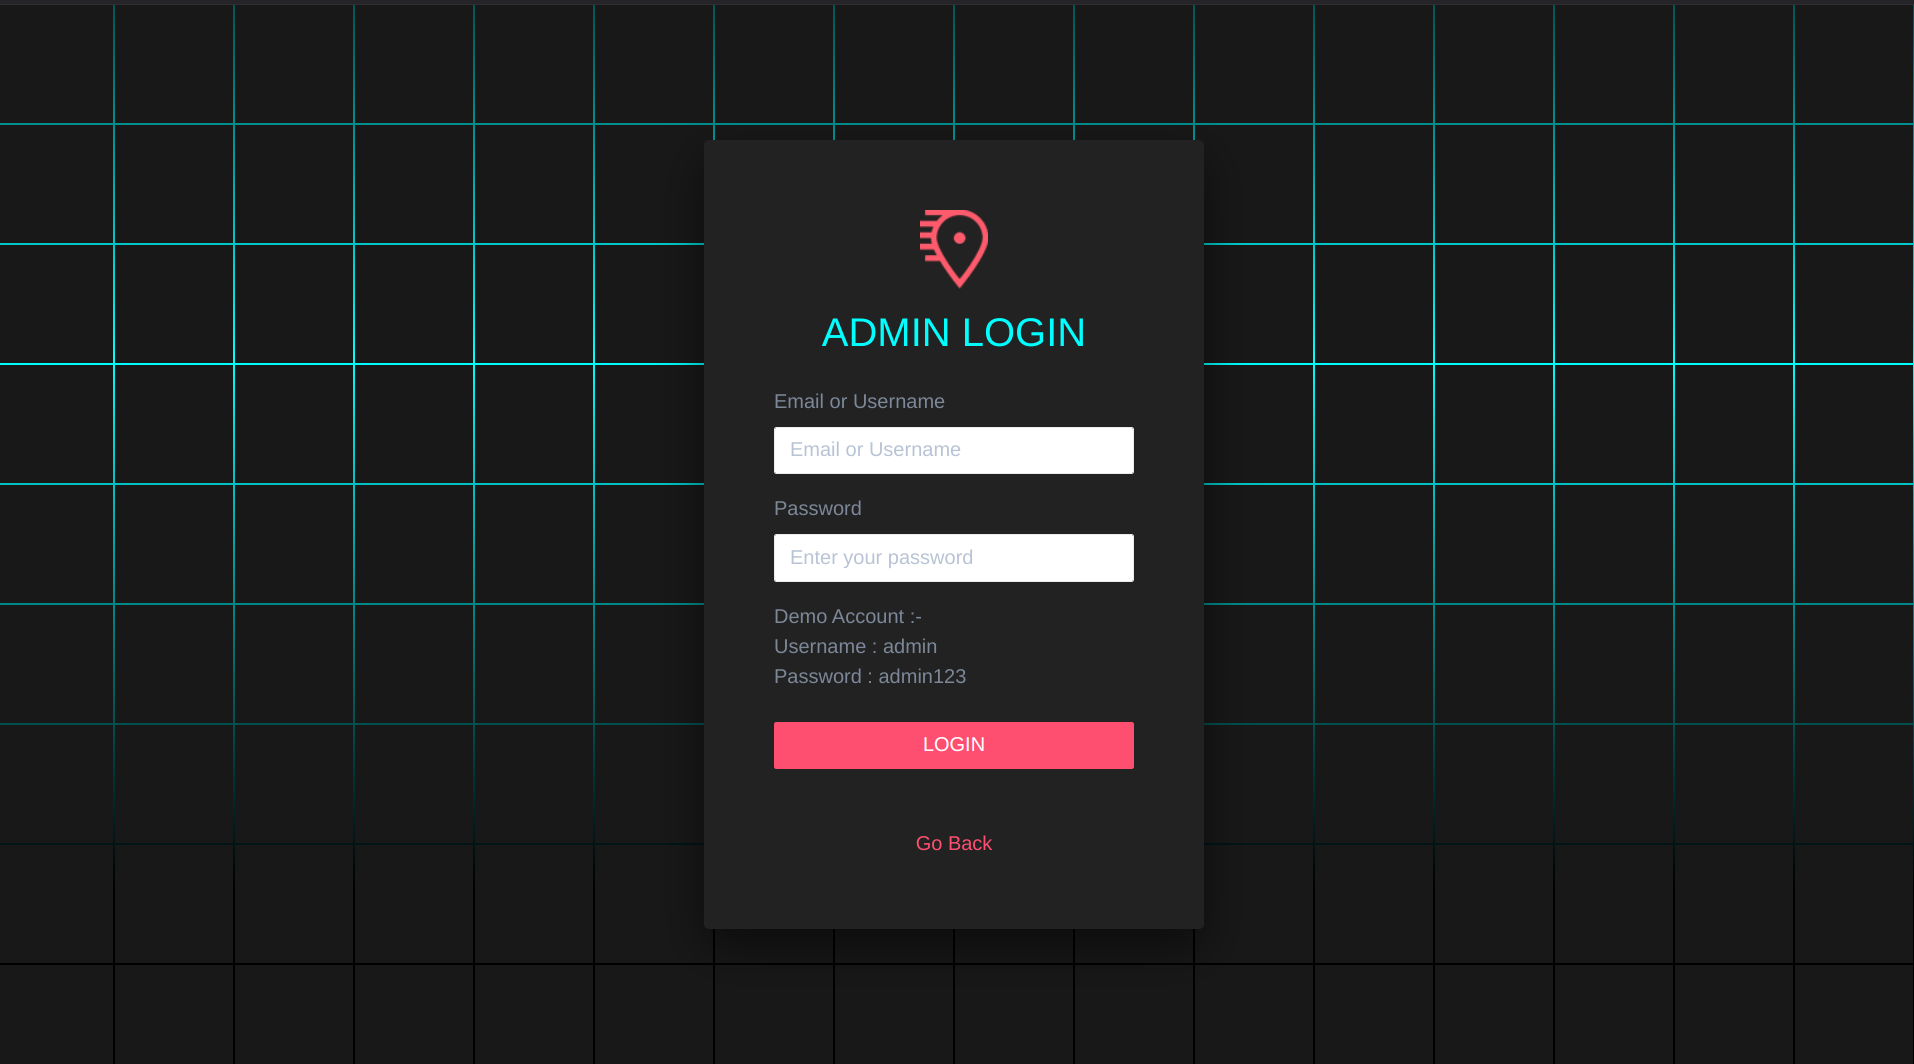 ADMIN LOGIN
Email or Username
Email or Username
Password
Enter your password
Demo Account :-
Username : admin
Password : admin123
LOGIN
Go Back